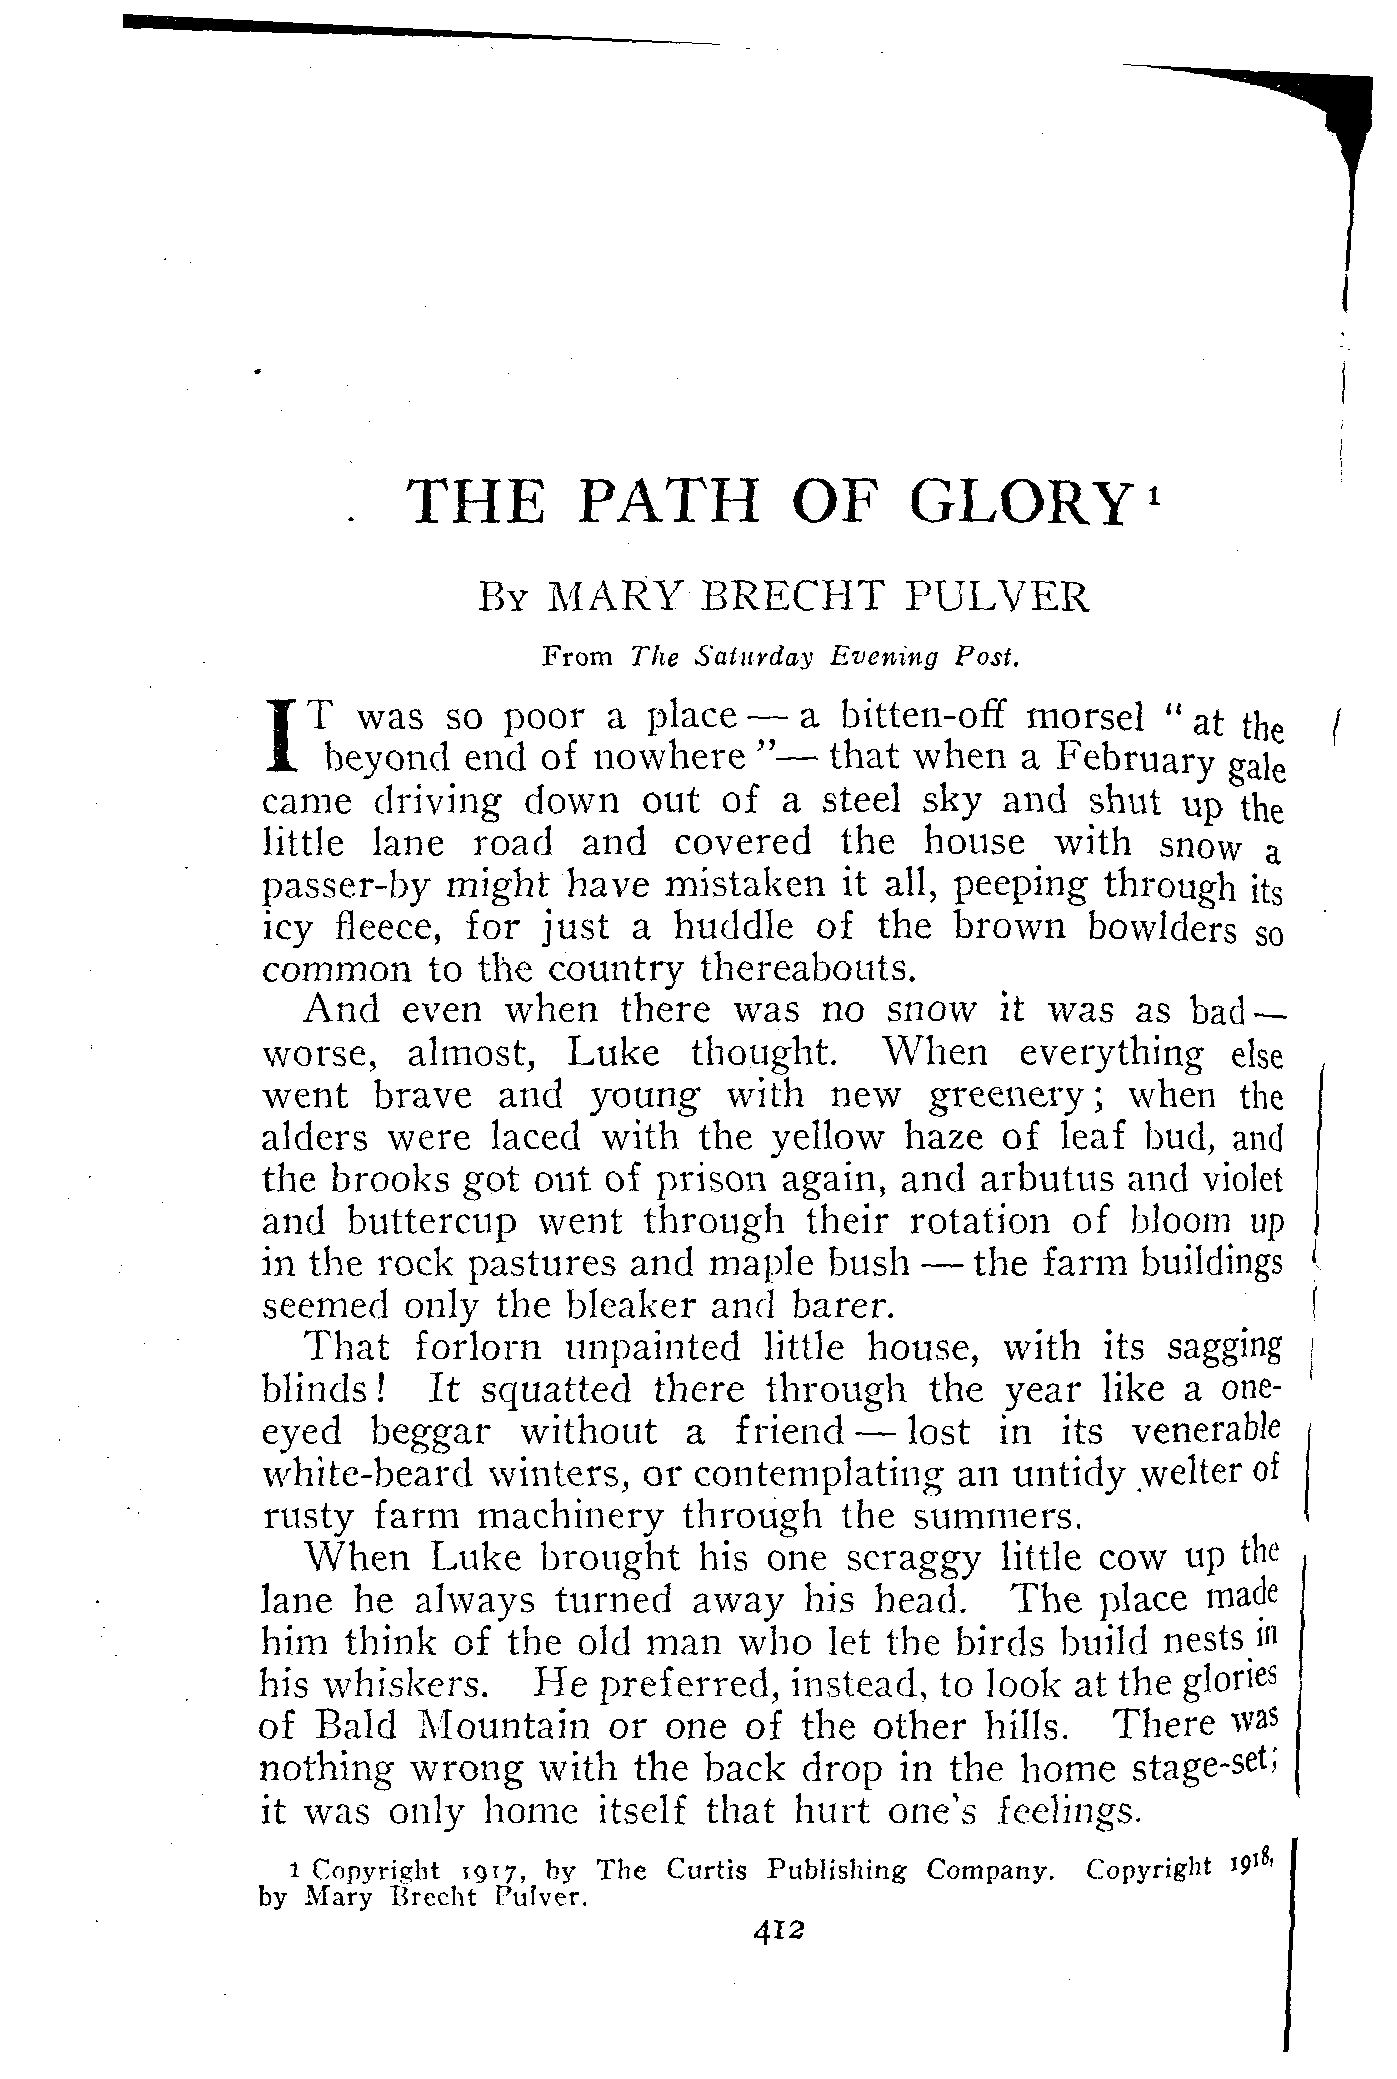 THE PATH OF GLORY¹
By MARY BRECHT PULVER
From The Saturday Evening Post.
IT was so poor a place — a bitten-off morsel “at the
beyond end of nowhere”— that when a February gale
came driving down out of a steel sky and shut up the
little lane road and covered the house with snow a
passer-by might have mistaken it all, peeping through its
icy fleece, for just a huddle of the brown bowlders so
common to the country thereabouts.
And even when there was no snow it was as bad —
worse, almost, Luke thought. When everything else
went brave and young with new greenery; when the
alders were laced with the yellow haze of leaf bud, and
the brooks got out of prison again, and arbutus and violet
and buttercup went through their rotation of bloom up
in the rock pastures and maple bush — the farm buildings
seemed only the bleaker and barer.
That forlorn unpainted little house, with its sagging
blinds! It squatted there through the year like a one-
eyed beggar without a friend — lost in its venerable
white-beard winters, or contemplating an untidy welter of
rusty farm machinery through the summers.
When Luke brought his one scraggy little cow up the
lane he always turned away his head. The place made
him think of the old man who let the birds build nests in
his whiskers. He preferred, instead, to look at the glories
of Bald Mountain or one of the other hills. There was
nothing wrong with the back drop in the home stage-set;
it was only home itself that hurt one's feelings.
1 Copyright 1917, by The Curtis Publishing Company. Copyright 1918,
by Mary Brecht Pulver.
412